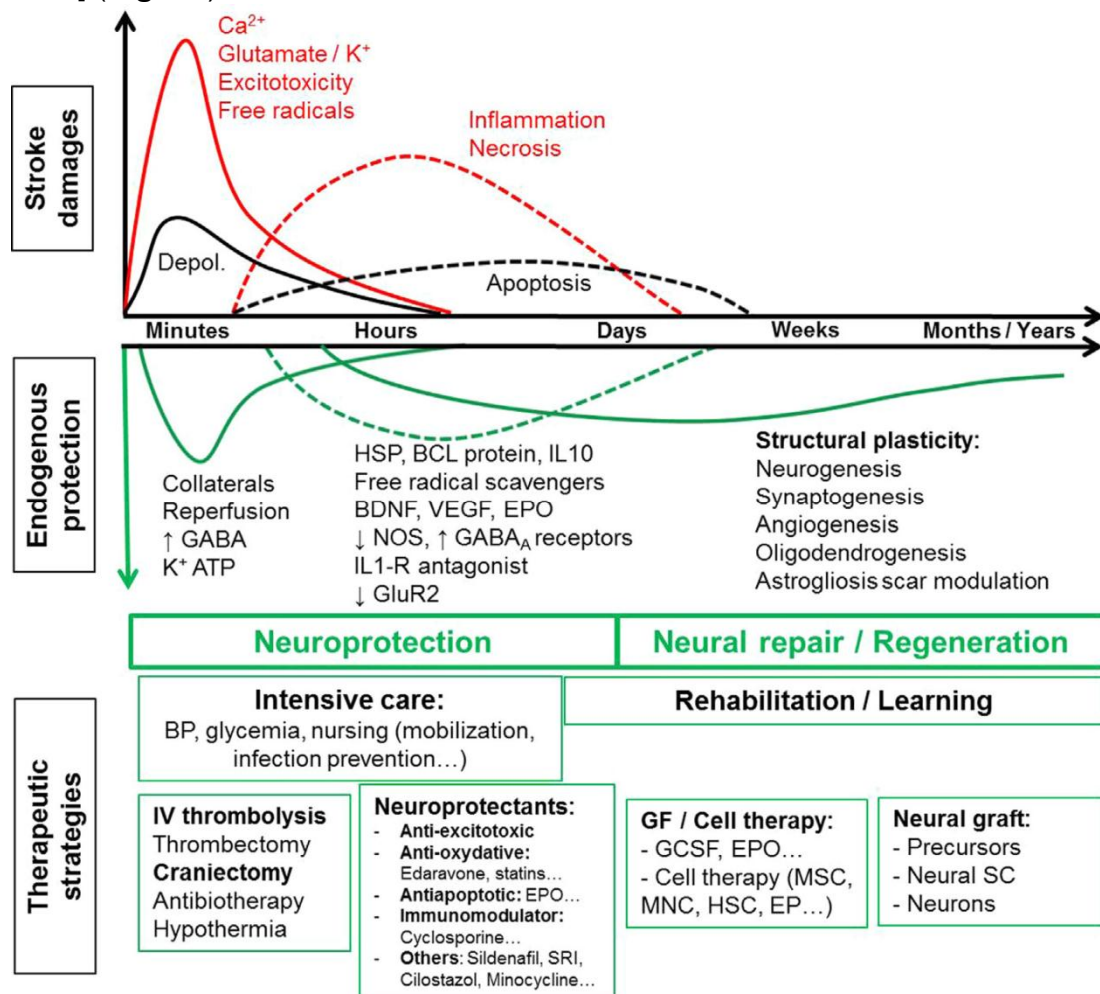 Ca²⁺
Glutamate / K⁺
Excitotoxicity
Free radicals
Inflammation
Necrosis
Stroke
damages
Depol.
Apoptosis
Minutes
Hours
Days
Weeks
Months / Years
Endogenous
protection
Collaterals
Reperfusion
↑ GABA
K⁺ ATP
HSP, BCL protein, IL10
Free radical scavengers
BDNF, VEGF, EPO
↓ NOS, ↑ GABA_A receptors
IL1-R antagonist
↓ GluR2
Structural plasticity:
Neurogenesis
Synaptogenesis
Angiogenesis
Oligodendrogenesis
Astrogliosis scar modulation
Neuroprotection
Neural repair / Regeneration
Therapeutic
strategies
Intensive care:
BP, glycemia, nursing (mobilization,
infection prevention…)
Rehabilitation / Learning
IV thrombolysis
Thrombectomy
Craniectomy
Antibiotherapy
Hypothermia
Neuroprotectants:
- Anti-excitotoxic
- Anti-oxydative:
Edaravone, statins…
- Antiapoptotic: EPO…
- Immunomodulator:
Cyclosporine…
- Others: Sildenafil, SRI,
Cilostazol, Minocycline…
GF / Cell therapy:
- GCSF, EPO…
- Cell therapy (MSC,
MNC, HSC, EP…)
Neural graft:
- Precursors
- Neural SC
- Neurons